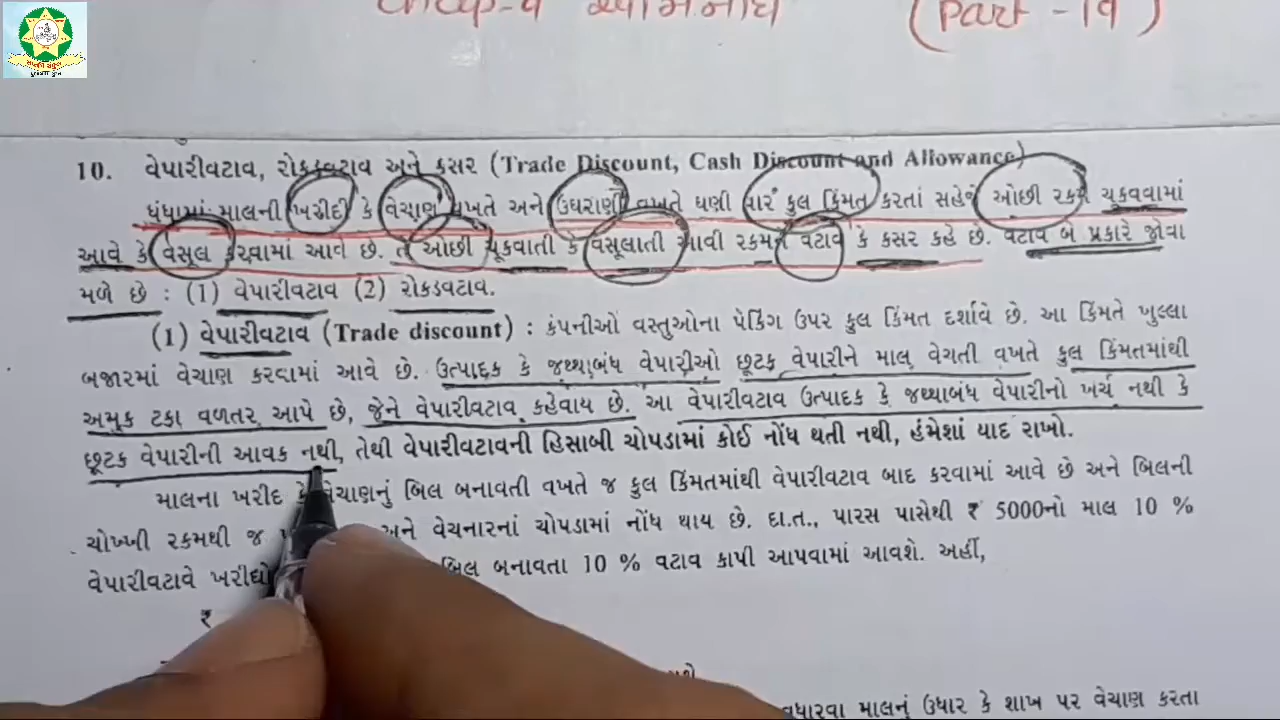 (Part - 19)
10. વેપારીવટાવ, રોકડવટાવ અને કસર (Trade Discount, Cash Discount and Allowance)
ધંધામાં માલની ખરીદી કે વેચાણ વખતે અને ઉઘરાણી વખતે ઘણી વાર કુલ કિંમત કરતાં સહેજ ઓછી રકમ ચૂકવવામાં
આવે કે વસૂલ કરવામાં આવે છે. તે ઓછી ચૂકવાતી કે વસૂલાતી આવી રકમને વટાવ કે કસર કહે છે. વટાવ બે પ્રકારે જોવા
મળે છે : (1) વેપારીવટાવ (2) રોકડવટાવ.
(1) વેપારીવટાવ (Trade discount) : કંપનીઓ વસ્તુઓના પૅકિંગ ઉપર કુલ કિંમત દર્શાવે છે. આ કિંમતે ખુલ્લા
બજારમાં વેચાણ કરવામાં આવે છે. ઉત્પાદક કે જથ્થાબંધ વેપારીઓ છૂટક વેપારીને માલ વેચતી વખતે કુલ કિંમતમાંથી
અમુક ટકા વળતર આપે છે, જેને વેપારીવટાવ કહેવાય છે. આ વેપારીવટાવ ઉત્પાદક કે જથ્થાબંધ વેપારીનો ખર્ચ નથી કે
છૂટક વેપારીની આવક નથી, તેથી વેપારીવટાવની હિસાબી ચોપડામાં કોઈ નોંધ થતી નથી, હંમેશાં યાદ રાખો.
માલના ખરીદ કે વેચાણનું બિલ બનાવતી વખતે જ કુલ કિંમતમાંથી વેપારીવટાવ બાદ કરવામાં આવે છે અને બિલની
ચોખ્ખી રકમથી જ અને વેચનારનાં ચોપડામાં નોંધ થાય છે. દા.ત., પારસ પાસેથી ₹ 5000નો માલ 10 %
વેપારીવટાવે ખરીદ્યો બિલ બનાવતા 10 % વટાવ કાપી આપવામાં આવશે. અહીં,
₹
વધારવા માલનું ઉધાર કે શાખ પર વેચાણ કરતા